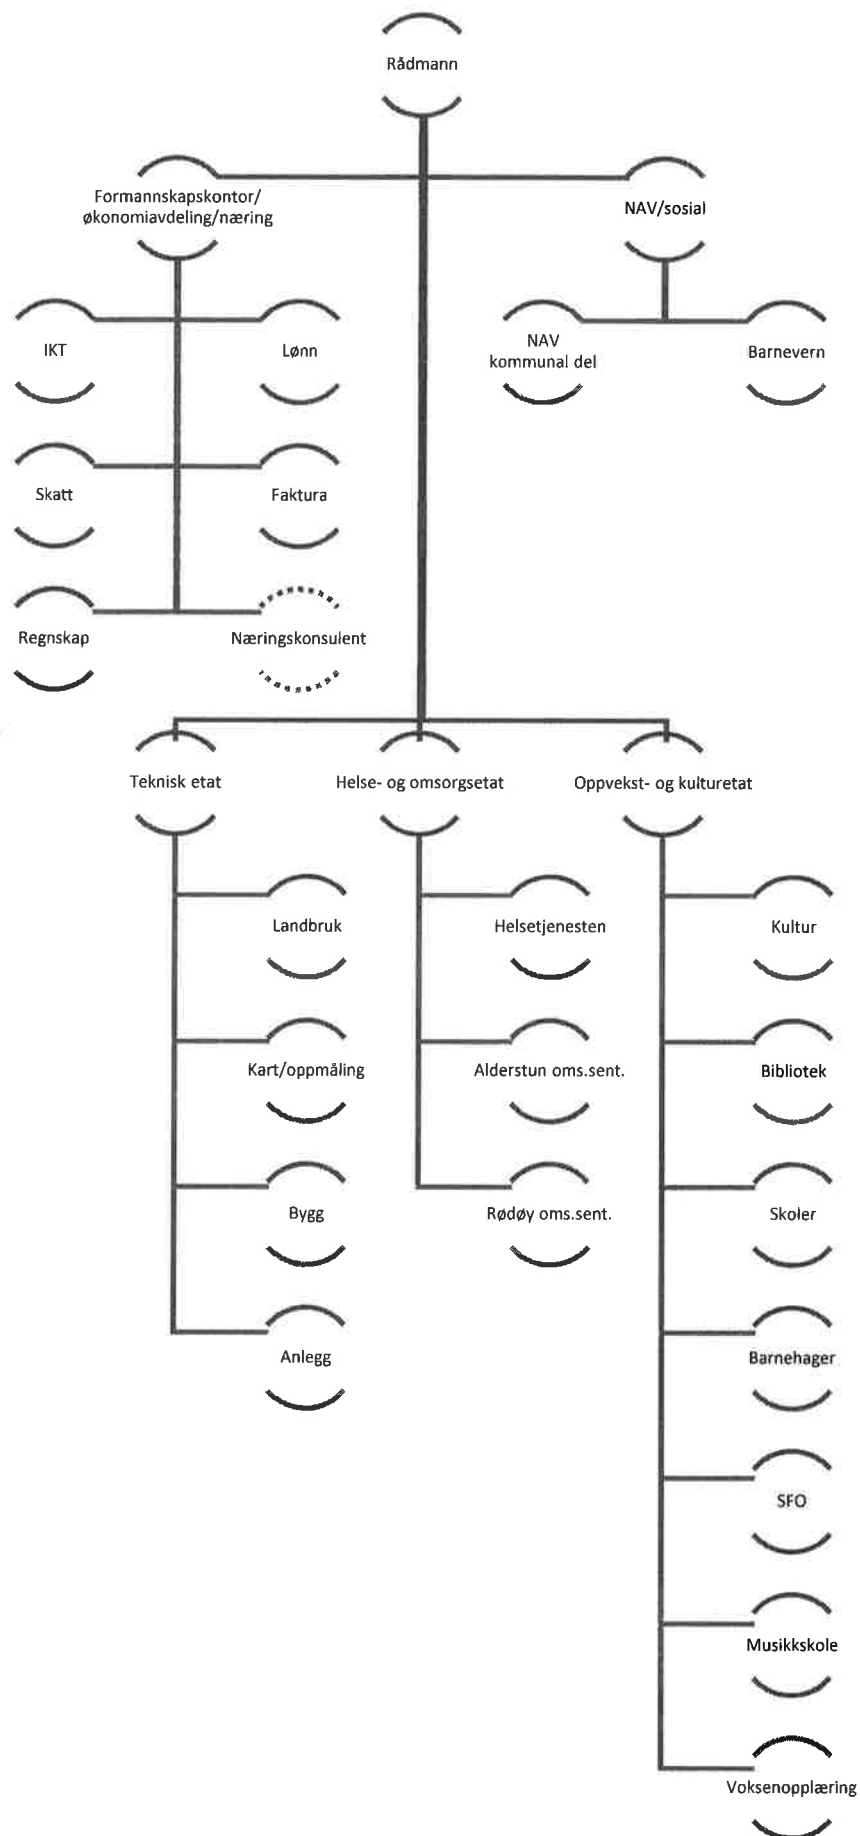 Rådmann
Formannskapskontor/
økonomiavdeling/næring
NAV/sosial
IKT
Lønn
NAV
kommunal del
Barnevern
Skatt
Faktura
Regnskap
Næringskonsulent
Teknisk etat
Helse- og omsorgsetat
Oppvekst- og kulturetat
Landbruk
Helsetjenesten
Kultur
Kart/oppmåling
Alderstun oms.sent.
Bibliotek
Bygg
Rødøy oms.sent.
Skoler
Anlegg
Barnehager
SFO
Musikkskole
Voksenopplæring